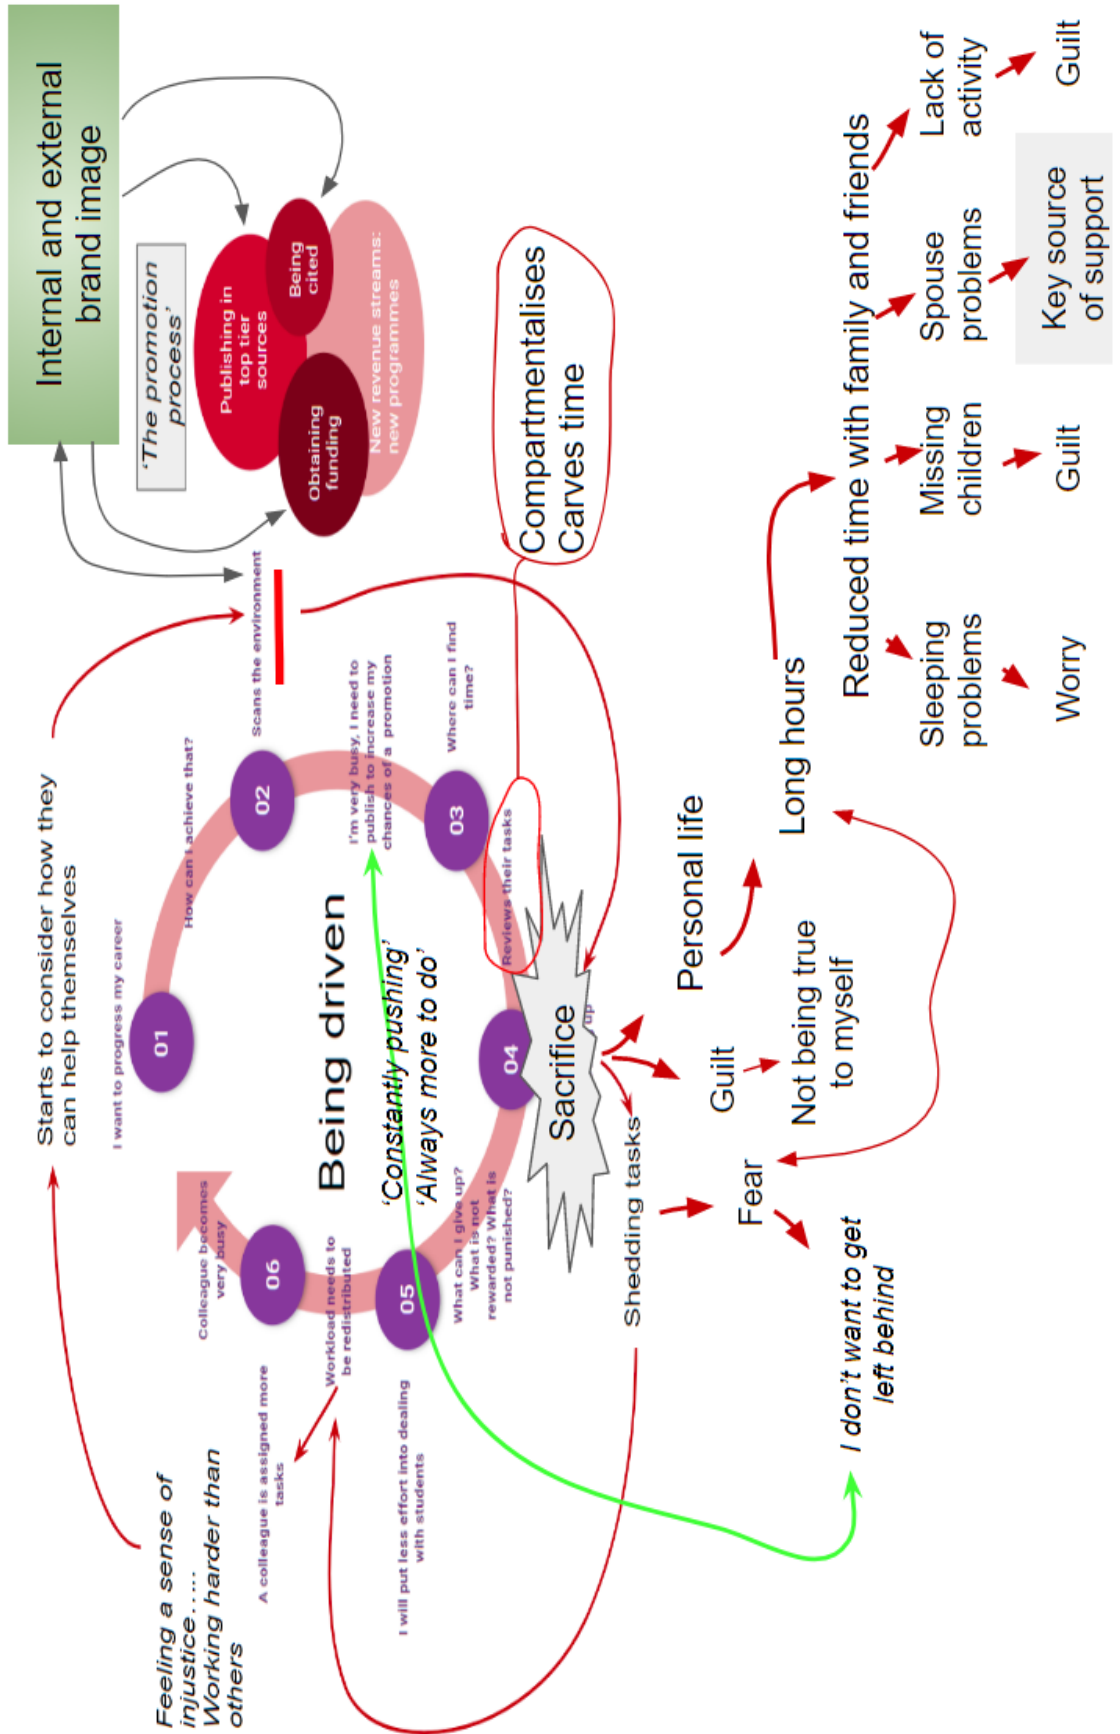 Feeling a sense of
injustice.....
Working harder than
others
Starts to consider how they
can help themselves
Internal and external
brand image
'The promotion
process'
Publishing in
top tier
sources
Being
cited
Obtaining
funding
New revenue streams:
new programmes
I want to progress my career
01
How can I achieve that?
02
Scans the environment
I'm very busy, I need to
publish to increase my
chances of a promotion
03
Where can I find
time?
Reviews their tasks
Compartmentalises
Carves time
04
up
What can I give up?
What is not
rewarded? What is
not punished?
05
I will put less effort into dealing
with students
Workload needs to
be redistributed
A colleague is assigned more
tasks
06
Colleague becomes
very busy
Being driven
'Constantly pushing'
'Always more to do'
Sacrifice
Shedding tasks
Fear
I don't want to get
left behind
Guilt
Not being true
to myself
Personal life
Long hours
Reduced time with family and friends
Sleeping
problems
Worry
Missing
children
Guilt
Spouse
problems
Key source
of support
Lack of
activity
Guilt